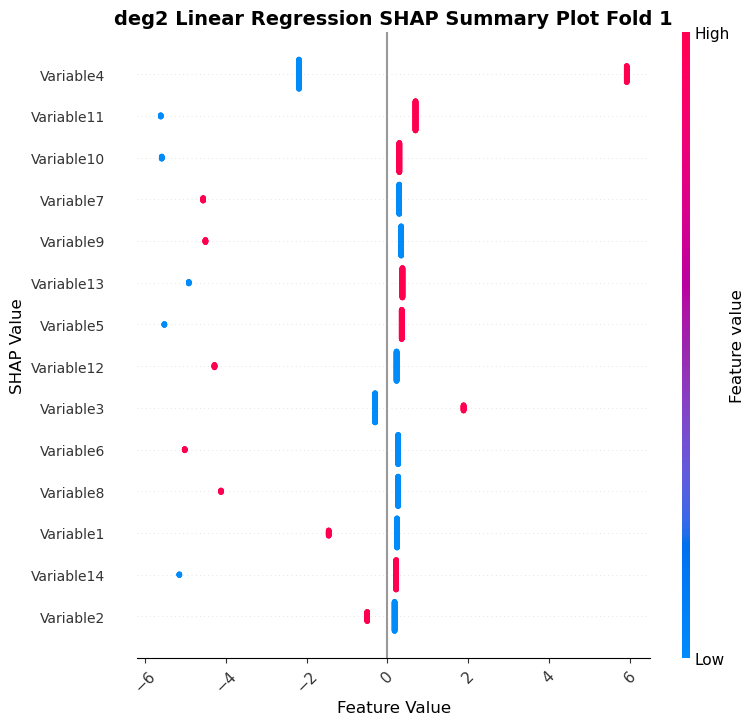 deg2 Linear Regression SHAP Summary Plot Fold 1
High
Variable4
Variable11
Variable10
Variable7
Variable9
Variable13
Variable5
Variable12
Variable3
Variable6
Variable8
Variable1
Variable14
Variable2
SHAP Value
Feature value
Low
−6 −4 −2 0 2 4 6
Feature Value